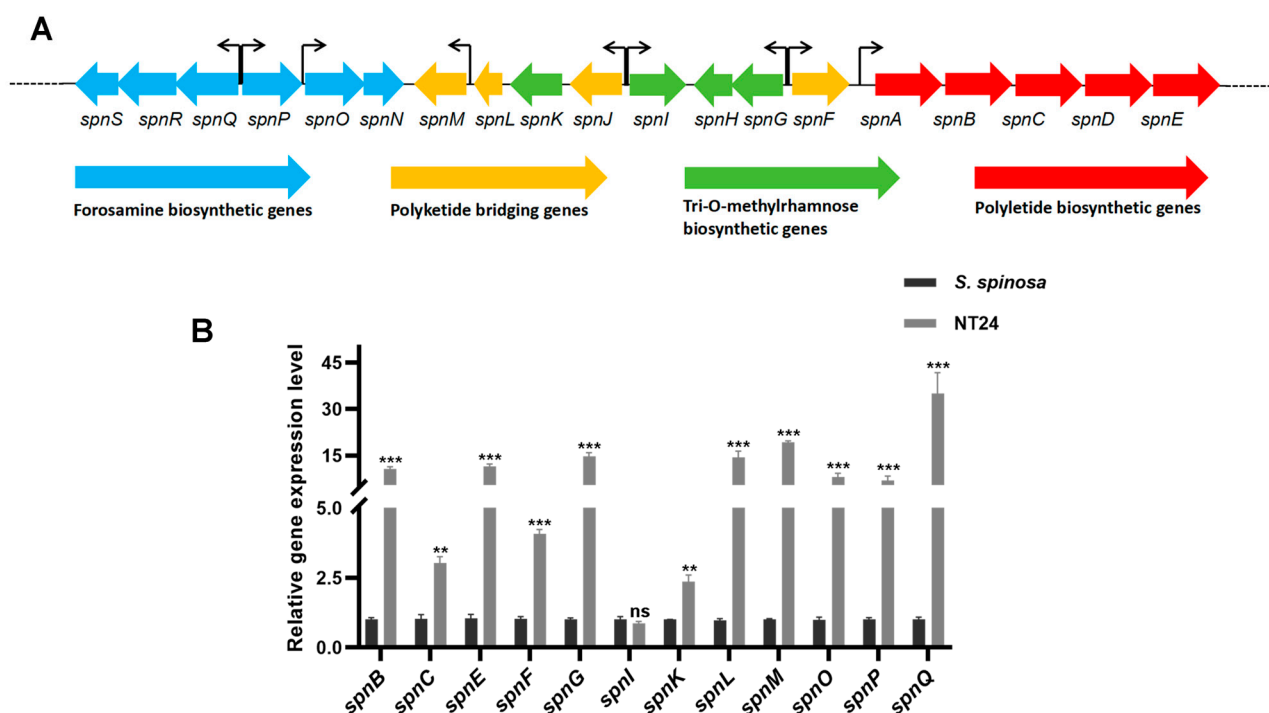 A
spnS spnR spnQ spnP spnO spnN spnM spnL spnK spnJ spnI spnH spnG spnF spnA spnB spnC spnD spnE
Forosamine biosynthetic genes
Polyketide bridging genes
Tri-O-methylrhamnose
biosynthetic genes
Polyletide biosynthetic genes
S. spinosa
NT24
B
Relative gene expression level
45
30
15
5.0
2.5
0.0
*** ** *** *** *** ns ** *** *** *** *** ***
spnB spnC spnE spnF spnG spnI spnK spnL spnM spnO spnP spnQ